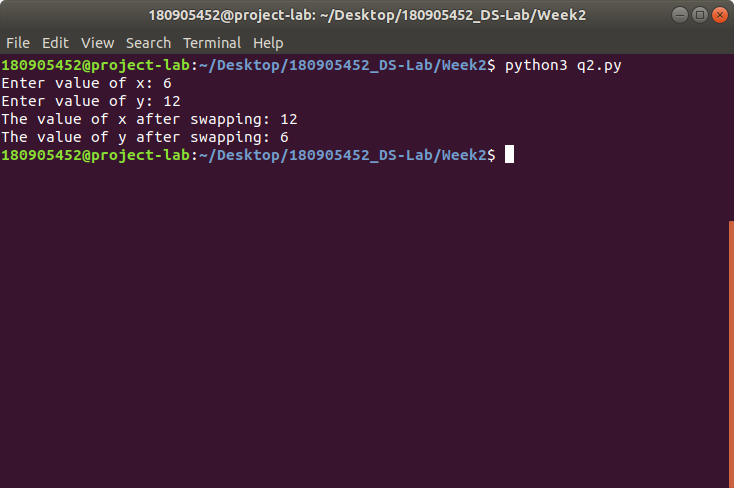 180905452@project-lab: ~/Desktop/180905452_DS-Lab/Week2
File Edit View Search Terminal Help
180905452@project-lab:~/Desktop/180905452_DS-Lab/Week2$ python3 q2.py
Enter value of x: 6
Enter value of y: 12
The value of x after swapping: 12
The value of y after swapping: 6
180905452@project-lab:~/Desktop/180905452_DS-Lab/Week2$